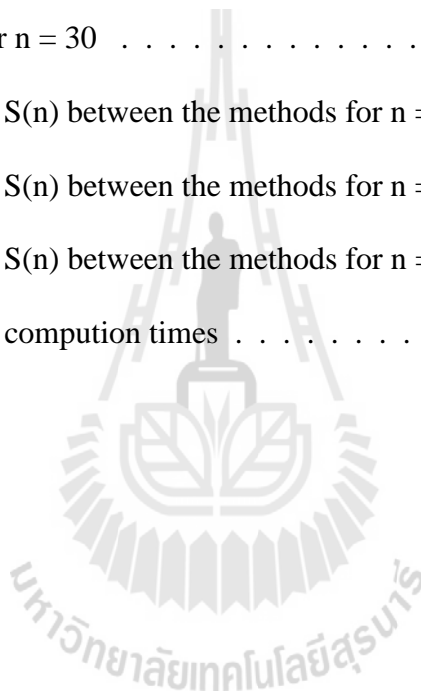 r n = 30 . . . . . . . . . . . . .
S(n) between the methods for n =
S(n) between the methods for n =
S(n) between the methods for n =
compution times . . . . . . . .
มหาวิทยาลัยเทคโนโลยีสุรนารี